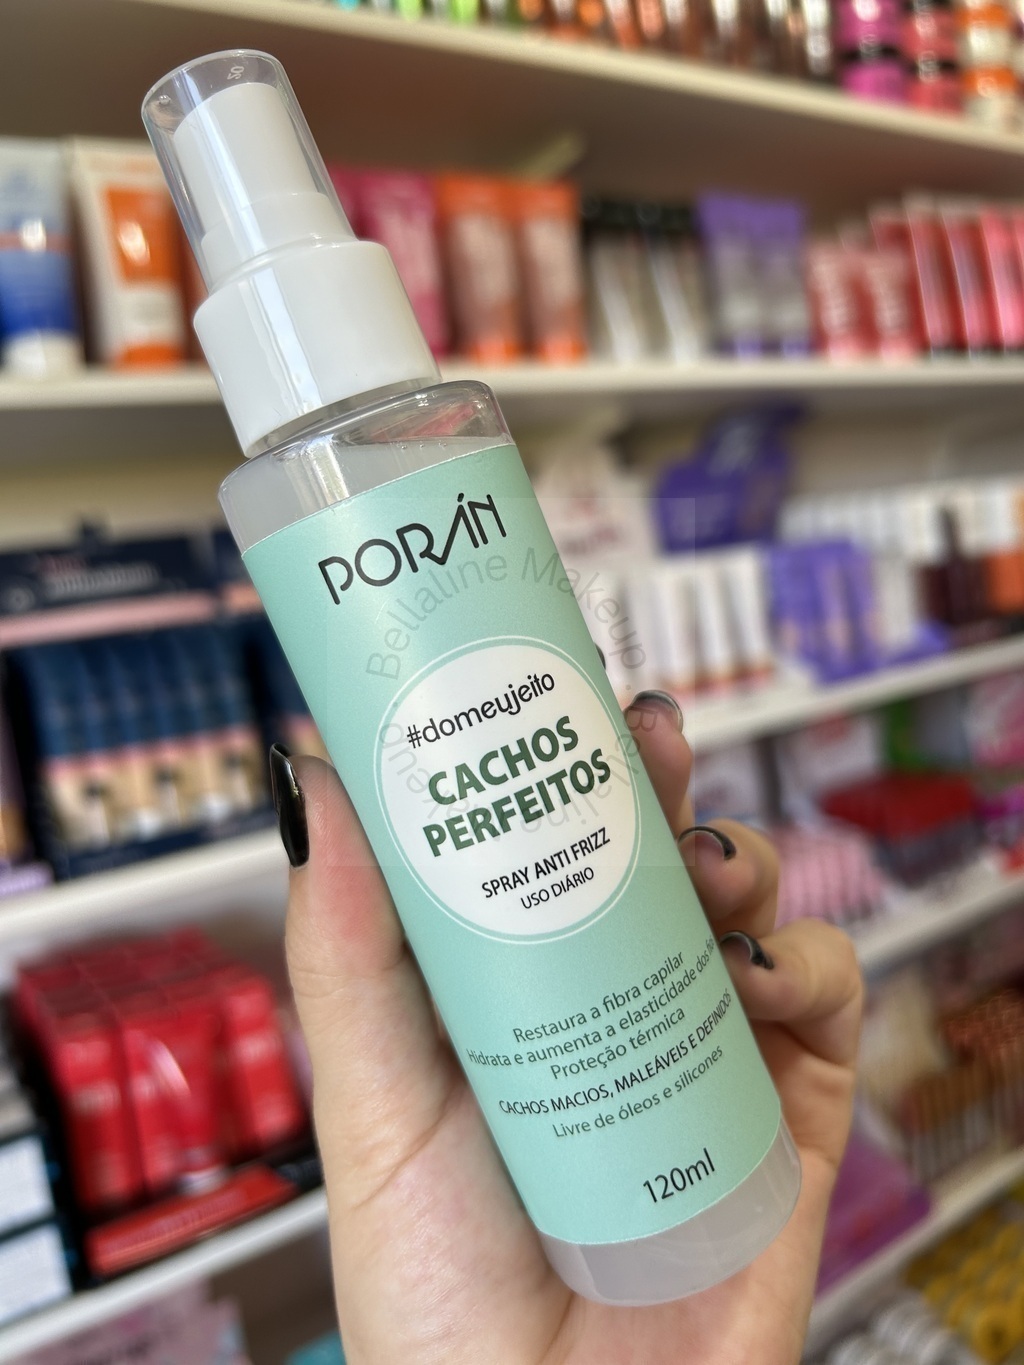 PORÁN
#domeujeito
CACHOS
PERFEITOS
SPRAY ANTI FRIZZ
USO DIÁRIO
Restaura a fibra capilar
Hidrata e aumenta a elasticidade dos
Proteção térmica
CACHOS MACIOS, MALEÁVEIS E DEFINIDOS
Livre de óleos e silicones
120ml
Bellaline Makeup